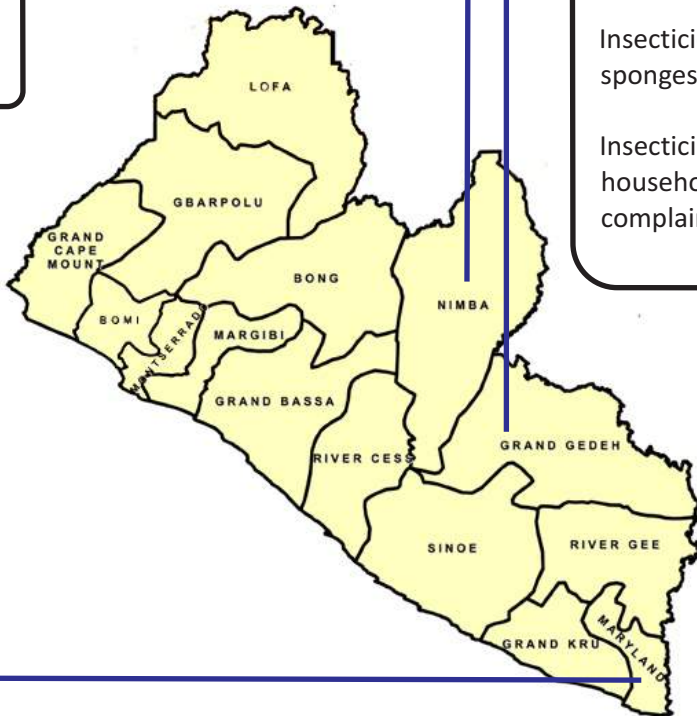 Insectici
sponges
Insectici
househo
complai
LOFA
GBARPOLU
GRAND
CAPE
MOUNT
BONG
NIMBA
BOMI
MONTSERRADO
MARGIBI
GRAND BASSA
GRAND GEDEH
RIVER CESS
SINOE
RIVER GEE
GRAND KRU
MARYLAND